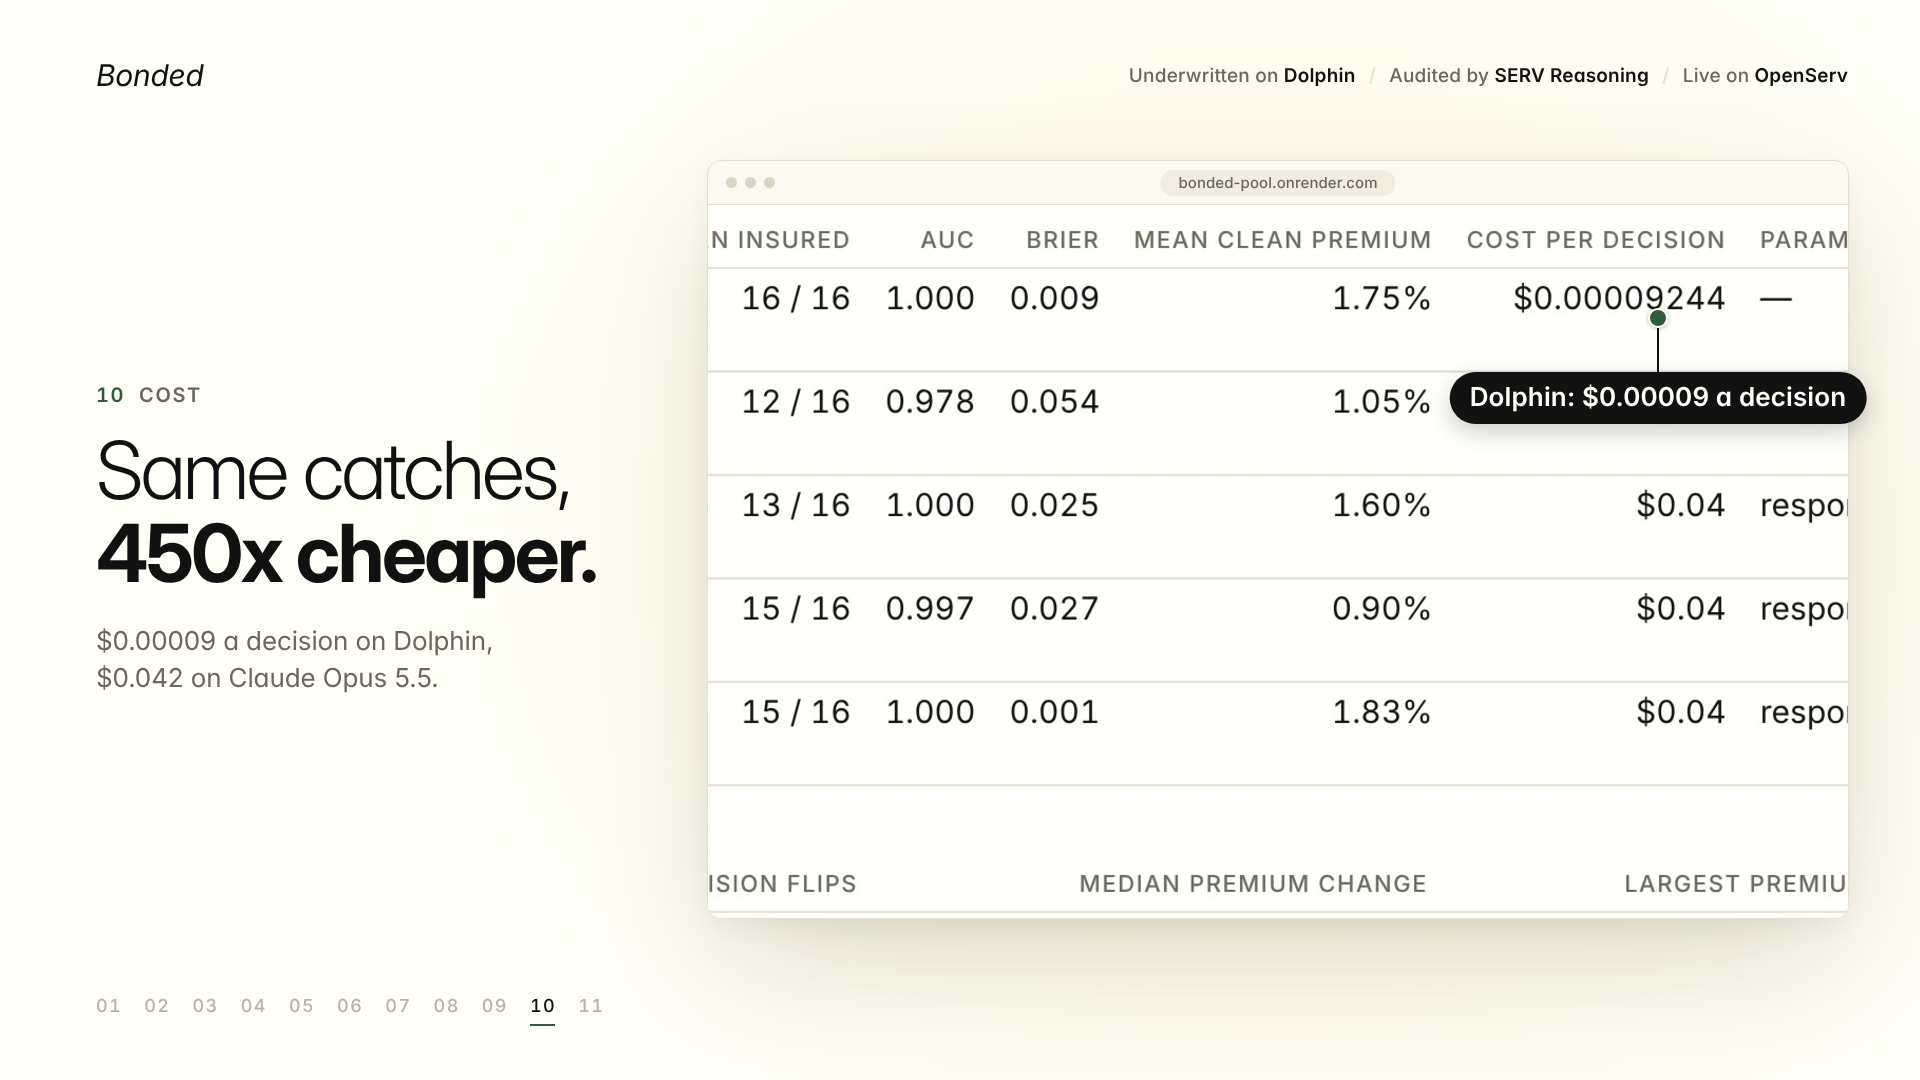 Bonded
Underwritten on Dolphin / Audited by SERV Reasoning / Live on OpenServ
bonded-pool.onrender.com
N INSURED AUC BRIER MEAN CLEAN PREMIUM COST PER DECISION PARAM
16 / 16 1.000 0.009 1.75% $0.00009244 —
12 / 16 0.978 0.054 1.05%
Dolphin: $0.00009 a decision
13 / 16 1.000 0.025 1.60% $0.04 respo
15 / 16 0.997 0.027 0.90% $0.04 respo
15 / 16 1.000 0.001 1.83% $0.04 respo
ISION FLIPS MEDIAN PREMIUM CHANGE LARGEST PREMIU
10 COST
Same catches,
450x cheaper.
$0.00009 a decision on Dolphin,
$0.042 on Claude Opus 5.5.
01 02 03 04 05 06 07 08 09 10 11